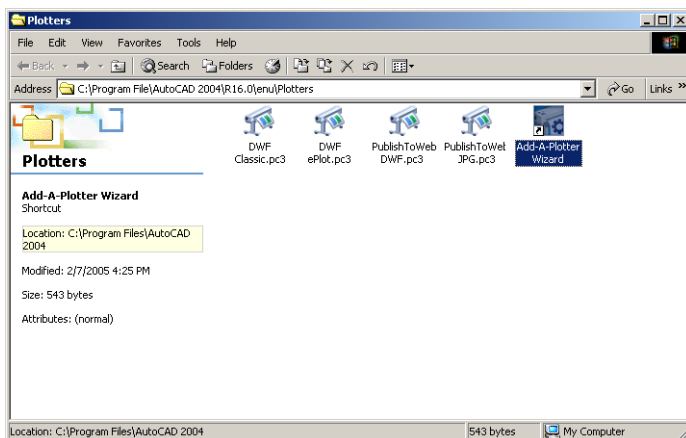 Plotters
File Edit View Favorites Tools Help
Back Search Folders
Address C:\Program File\AutoCAD 2004\R16.0\enu\Plotters Go Links »
Plotters
Add-A-Plotter Wizard
Shortcut
Location: C:\Program Files\AutoCAD
2004
Modified: 2/7/2005 4:25 PM
Size: 543 bytes
Attributes: (normal)
DWF
Classic.pc3
DWF
ePlot.pc3
PublishToWeb
DWF.pc3
PublishToWeb
JPG.pc3
Add-A-Plotter
Wizard
Location: C:\Program Files\AutoCAD 2004 543 bytes My Computer